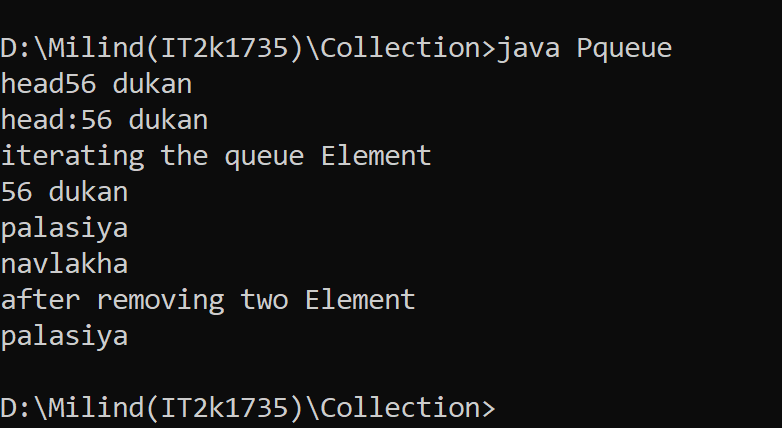 D:\Milind(IT2k1735)\Collection>java Pqueue
head56 dukan
head:56 dukan
iterating the queue Element
56 dukan
palasiya
navlakha
after removing two Element
palasiya
D:\Milind(IT2k1735)\Collection>